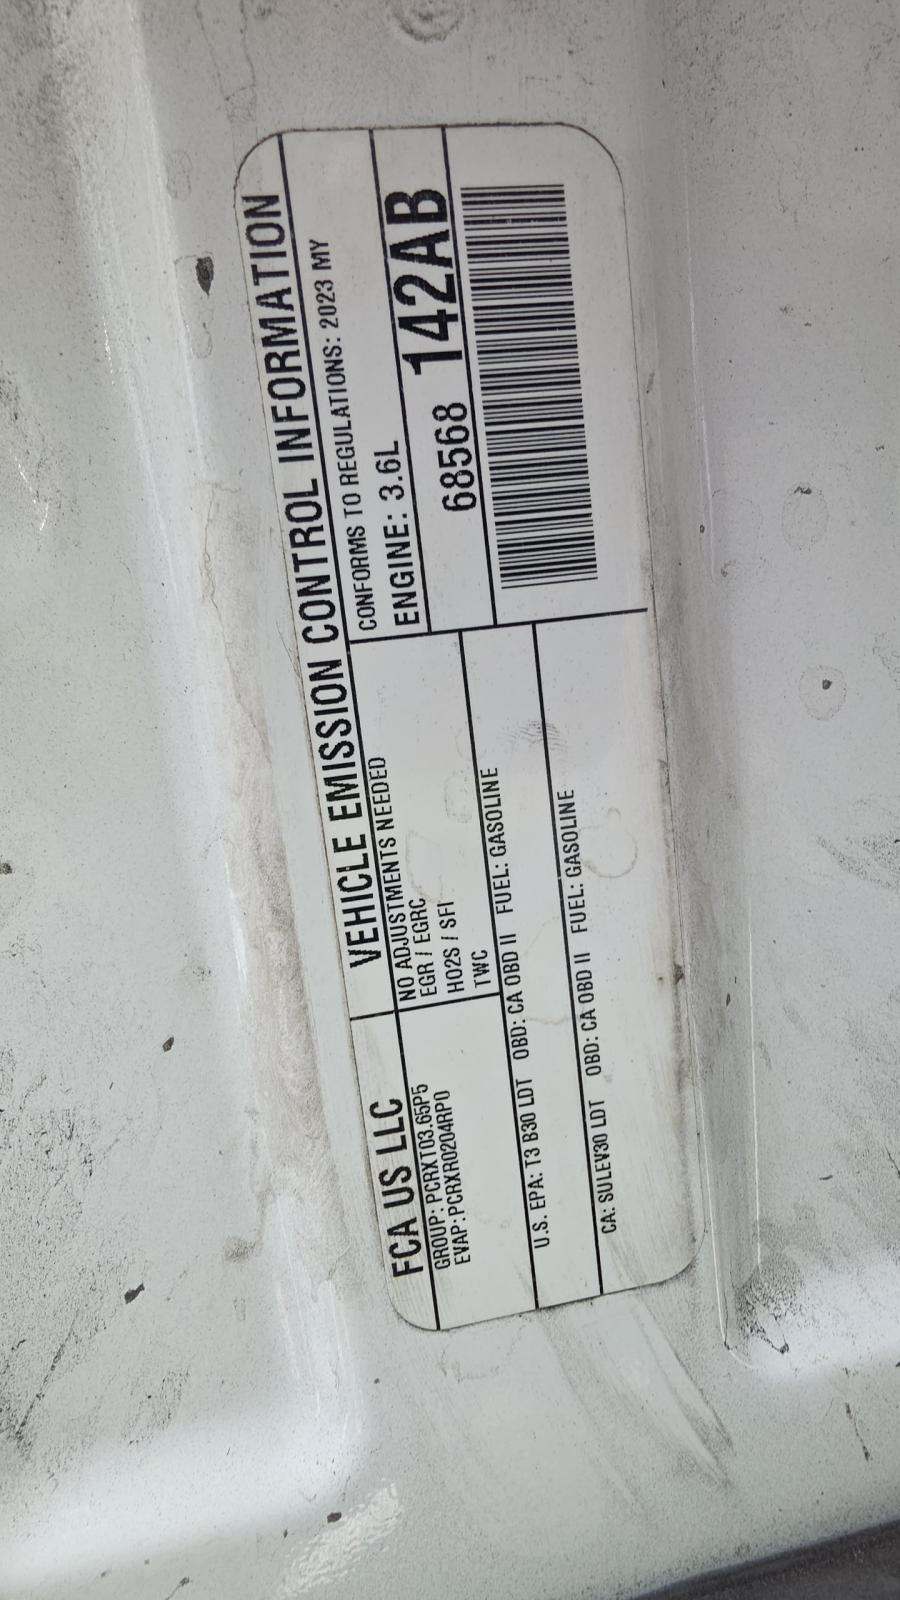 FCA US LLC
VEHICLE EMISSION CONTROL INFORMATION
GROUP: PCRXT03.65P5
EVAP: PCRXR0204RP0
NO ADJUSTMENTS NEEDED
EGR / EGRC
HO2S / SFI
TWC
CONFORMS TO REGULATIONS: 2023 MY
ENGINE: 3.6L
68568 142AB
U.S. EPA: T3 B30 LDT OBD: CA OBD II FUEL: GASOLINE
CA: SULEV30 LDT OBD: CA OBD II FUEL: GASOLINE